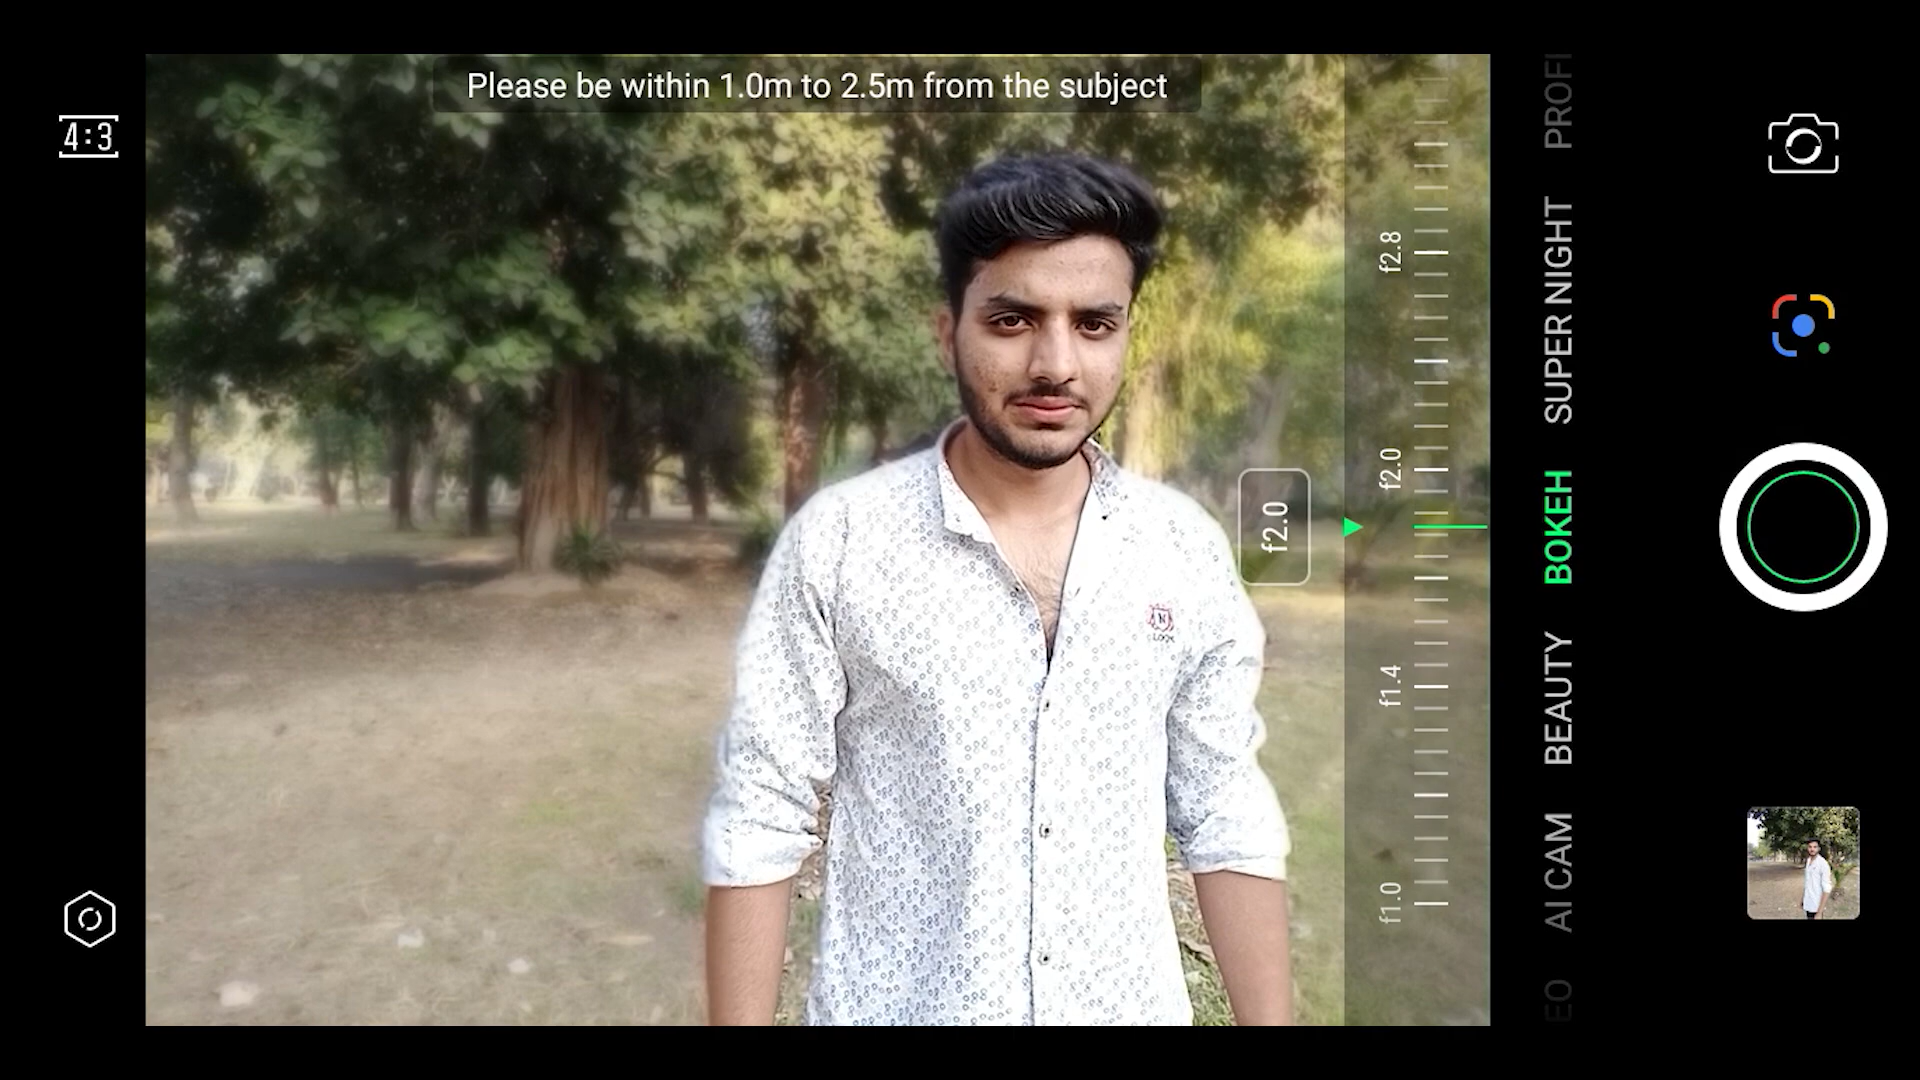 Please be within 1.0m to 2.5m from the subject
4:3
f2.8
f2.0
f1.4
f1.0
f2.0
PROFI
SUPER NIGHT
BOKEH
BEAUTY
AI CAM
EO
N
LOOK